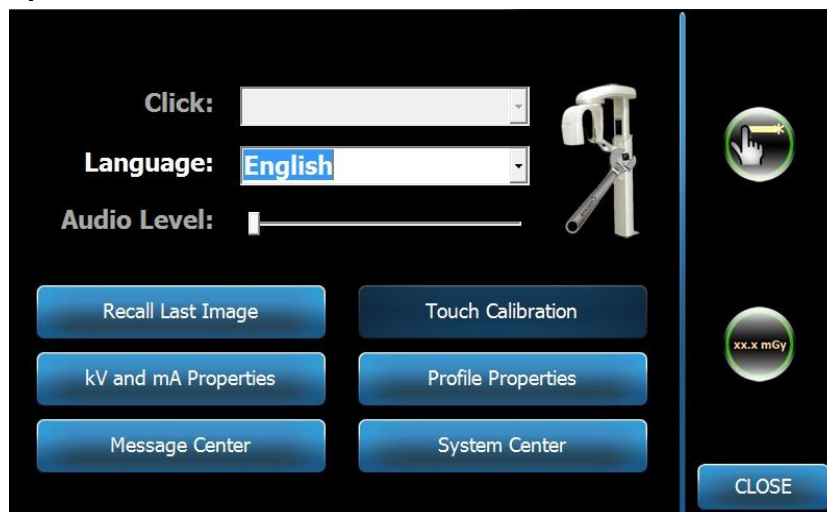 Click:
Language: English
Audio Level:
Recall Last Image Touch Calibration
kV and mA Properties Profile Properties
Message Center System Center
xx.x mGy
CLOSE